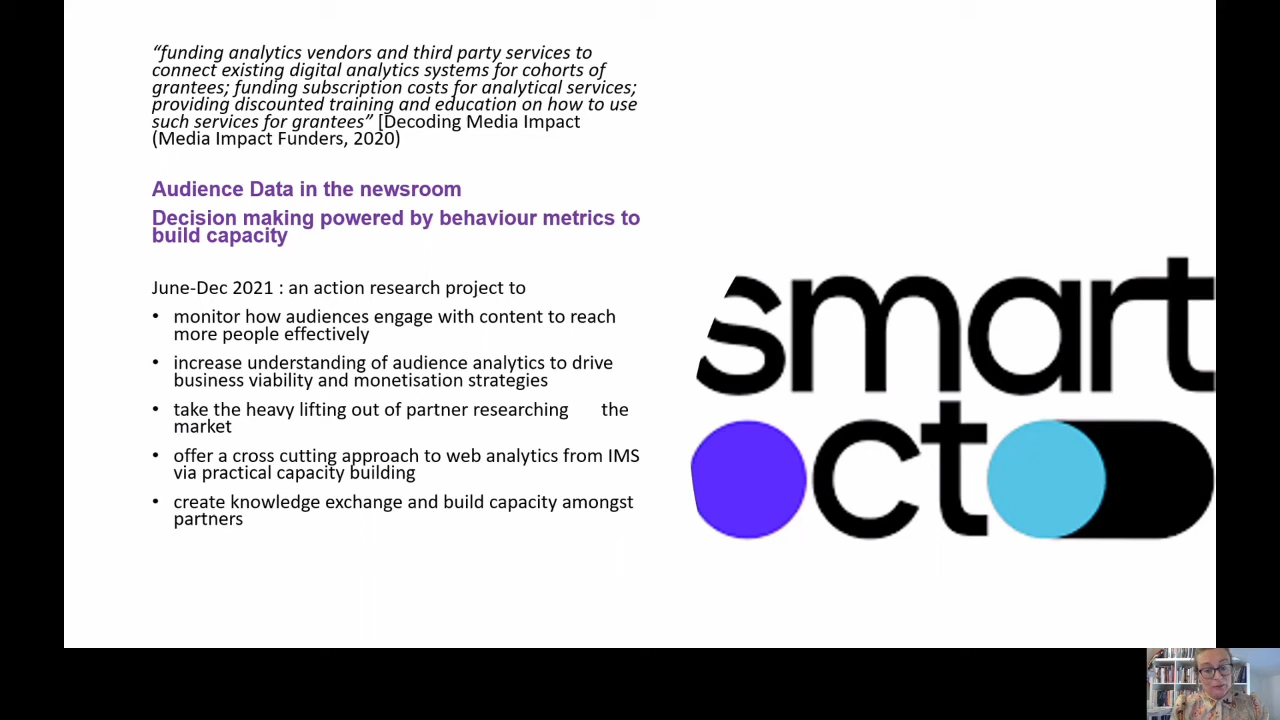 “funding analytics vendors and third party services to
connect existing digital analytics systems for cohorts of
grantees; funding subscription costs for analytical services;
providing discounted training and education on how to use
such services for grantees” [Decoding Media Impact
(Media Impact Funders, 2020)
Audience Data in the newsroom
Decision making powered by behaviour metrics to
build capacity
June-Dec 2021 : an action research project to
• monitor how audiences engage with content to reach
more people effectively
• increase understanding of audience analytics to drive
business viability and monetisation strategies
• take the heavy lifting out of partner researching the
market
• offer a cross cutting approach to web analytics from IMS
via practical capacity building
• create knowledge exchange and build capacity amongst
partners
smart
octo